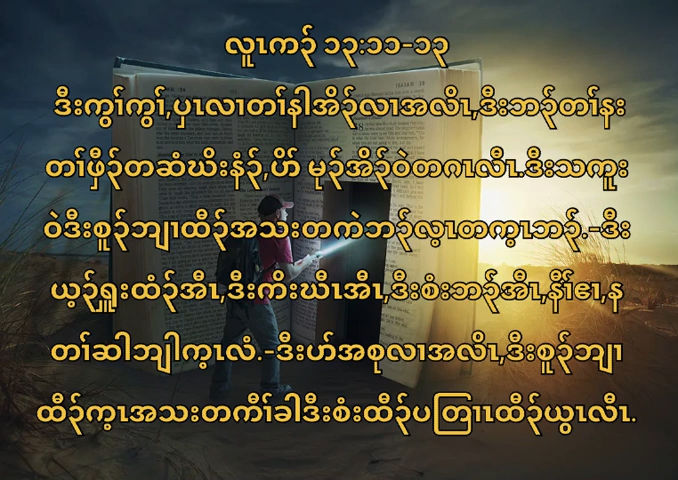 လူၤကၣ် ၁၃:၁၁-၁၃
ဒီးကွၢ်ကွၢ်,ပှၤလၢတၢ်နါအိၣ်လၢအလိၤ,ဒီးဘၣ်တၢ်နး
တၢ်ဖှီၣ်တဆံဃိးနံၣ်,ပိာ် မုၣ်အိၣ်ဝဲတဂၤလီၤ.ဒီးသကူး
ဝဲဒီးစူၣ်ဘျၢထီၣ်အသးတကဲဘၣ်လ့ၤတက့ၤဘၣ်.-ဒီး
ယ့ၣ်ရှူးထံၣ်အီၤ,ဒီးကိးဃီၤအီၤ,ဒီးစံးဘၣ်အီၤ,နီၢ်ဧၢ,န
တၢ်ဆါဘျါက့ၤလံ.-ဒီးဟ်အစုလၢအလိၤ,ဒီးစူၣ်ဘျၢ
ထီၣ်က့ၤအသးတကီၢ်ခါဒီးစံးထီၣ်ပတြၢၤထီၣ်ယွၤလီၤ.